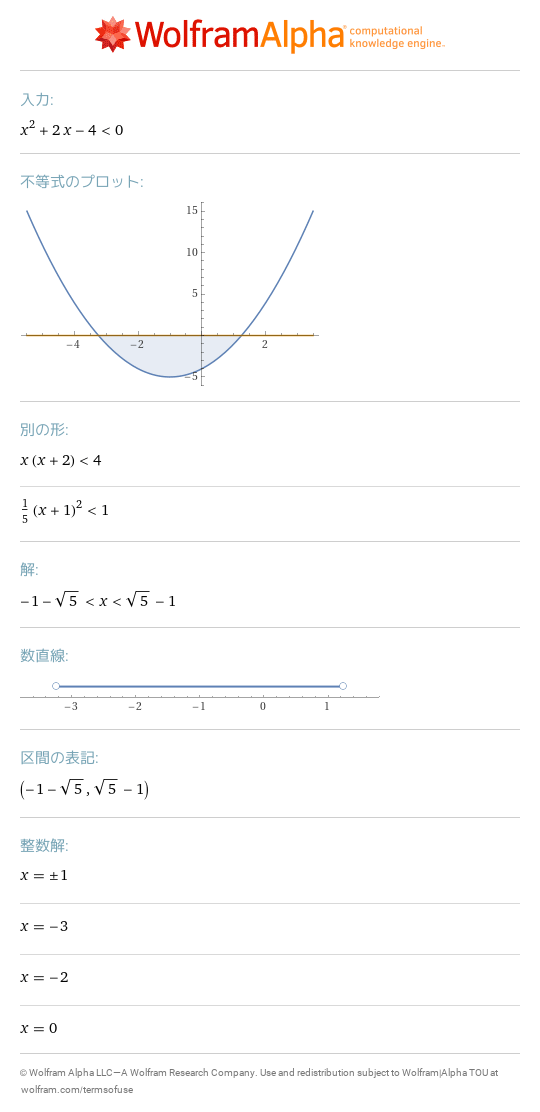 WolframAlpha computational
knowledge engine™
入力:
x² + 2 x − 4 < 0
不等式のプロット:
15
10
5
−4 −2 2
−5
別の形:
x (x + 2) < 4
1/5 (x + 1)² < 1
解:
−1 − √5 < x < √5 − 1
数直線:
−3 −2 −1 0 1
区間の表記:
(−1 − √5 , √5 − 1)
整数解:
x = ±1
x = −3
x = −2
x = 0
© Wolfram Alpha LLC—A Wolfram Research Company. Use and redistribution subject to Wolfram|Alpha TOU at
wolfram.com/termsofuse